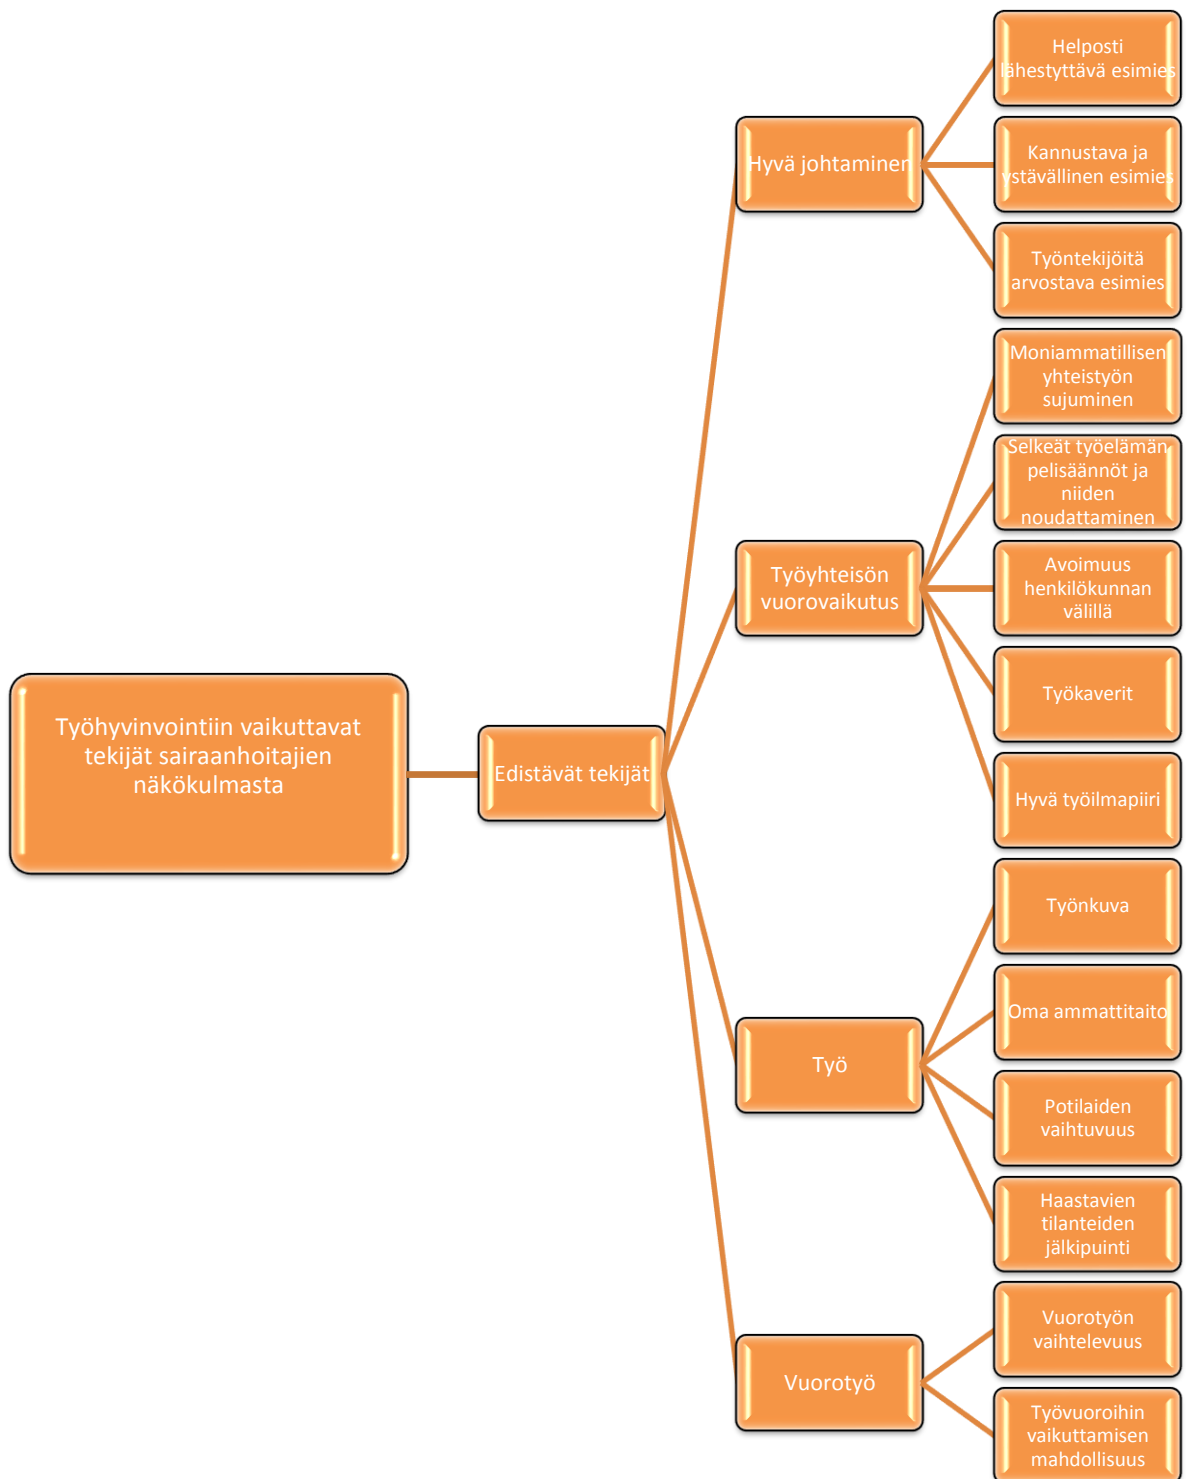 Työhyvinvointiin vaikuttavat
tekijät sairaanhoitajien
näkökulmasta
Edistävät tekijät
Hyvä johtaminen
Helposti
lähestyttävä esimies
Kannustava ja
ystävällinen esimies
Työntekijöitä
arvostava esimies
Työyhteisön
vuorovaikutus
Moniammatillisen
yhteistyön
sujuminen
Selkeät työelämän
pelisäännöt ja
niiden
noudattaminen
Avoimuus
henkilökunnan
välillä
Työkaverit
Hyvä työilmapiiri
Työ
Työnkuva
Oma ammattitaito
Potilaiden
vaihtuvuus
Haastavien
tilanteiden
jälkipuinti
Vuorotyö
Vuorotyön
vaihtelevuus
Työvuoroihin
vaikuttamisen
mahdollisuus